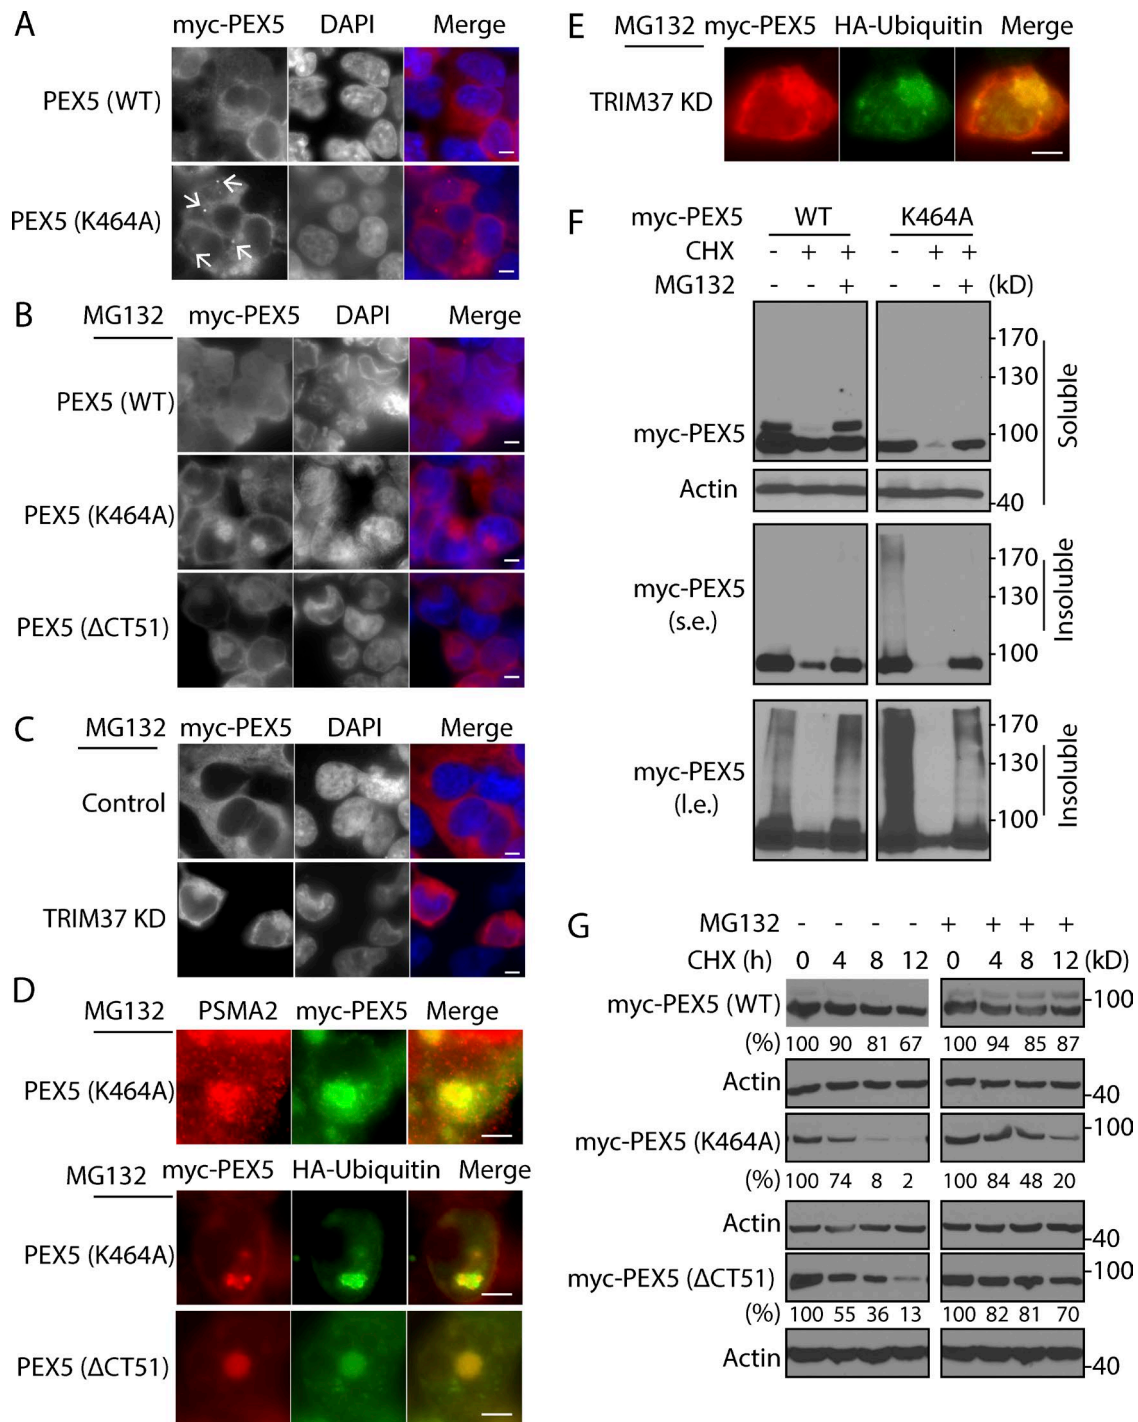 A
myc-PEX5 DAPI Merge
PEX5 (WT)
PEX5 (K464A)
B
MG132 myc-PEX5 DAPI Merge
PEX5 (WT)
PEX5 (K464A)
PEX5 (ΔCT51)
C
MG132 myc-PEX5 DAPI Merge
Control
TRIM37 KD
D
MG132 PSMA2 myc-PEX5 Merge
PEX5 (K464A)
MG132 myc-PEX5 HA-Ubiquitin Merge
PEX5 (K464A)
PEX5 (ΔCT51)
E
MG132 myc-PEX5 HA-Ubiquitin Merge
TRIM37 KD
F
myc-PEX5 WT K464A
CHX - + + - + +
MG132 - - + - - + (kD)
-170
-130
myc-PEX5 -100
Soluble
Actin
-40
-170
myc-PEX5
(s.e.)
-130
-100
Insoluble
-170
myc-PEX5
(l.e.)
-130
-100
Insoluble
G
MG132 - - - - + + + +
CHX (h) 0 4 8 12 0 4 8 12 (kD)
myc-PEX5 (WT) -100
(%) 100 90 81 67 100 94 85 87
Actin -40
myc-PEX5 (K464A) -100
(%) 100 74 8 2 100 84 48 20
Actin -40
myc-PEX5 (ΔCT51) -100
(%) 100 55 36 13 100 82 81 70
Actin -40